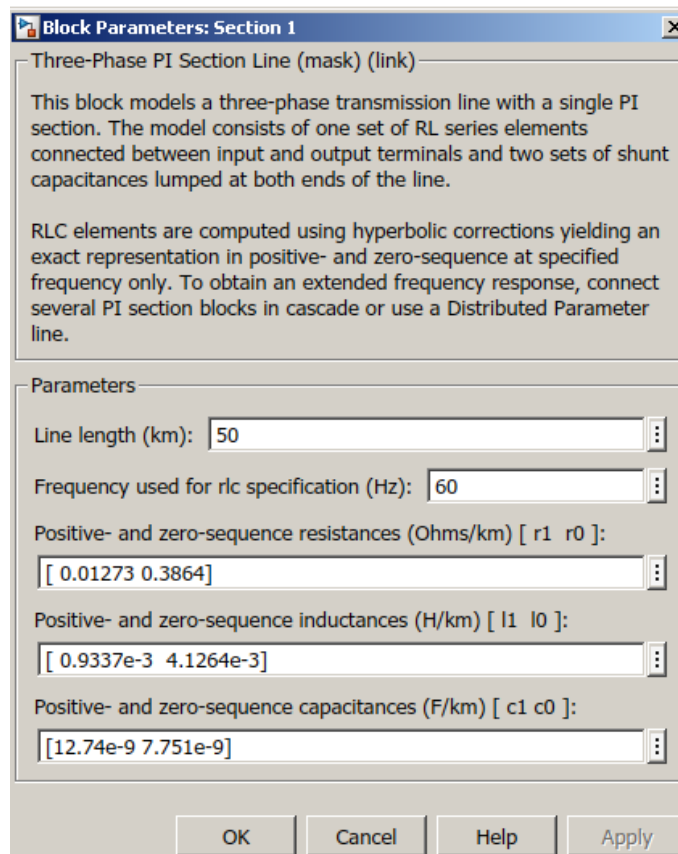 Block Parameters: Section 1
Three-Phase PI Section Line (mask) (link)
This block models a three-phase transmission line with a single PI
section. The model consists of one set of RL series elements
connected between input and output terminals and two sets of shunt
capacitances lumped at both ends of the line.
RLC elements are computed using hyperbolic corrections yielding an
exact representation in positive- and zero-sequence at specified
frequency only. To obtain an extended frequency response, connect
several PI section blocks in cascade or use a Distributed Parameter
line.
Parameters
Line length (km): 50
Frequency used for rlc specification (Hz): 60
Positive- and zero-sequence resistances (Ohms/km) [ r1  r0 ]:
[ 0.01273 0.3864]
Positive- and zero-sequence inductances (H/km) [ l1  l0 ]:
[ 0.9337e-3  4.1264e-3]
Positive- and zero-sequence capacitances (F/km) [ c1 c0 ]:
[12.74e-9 7.751e-9]
OK Cancel Help Apply